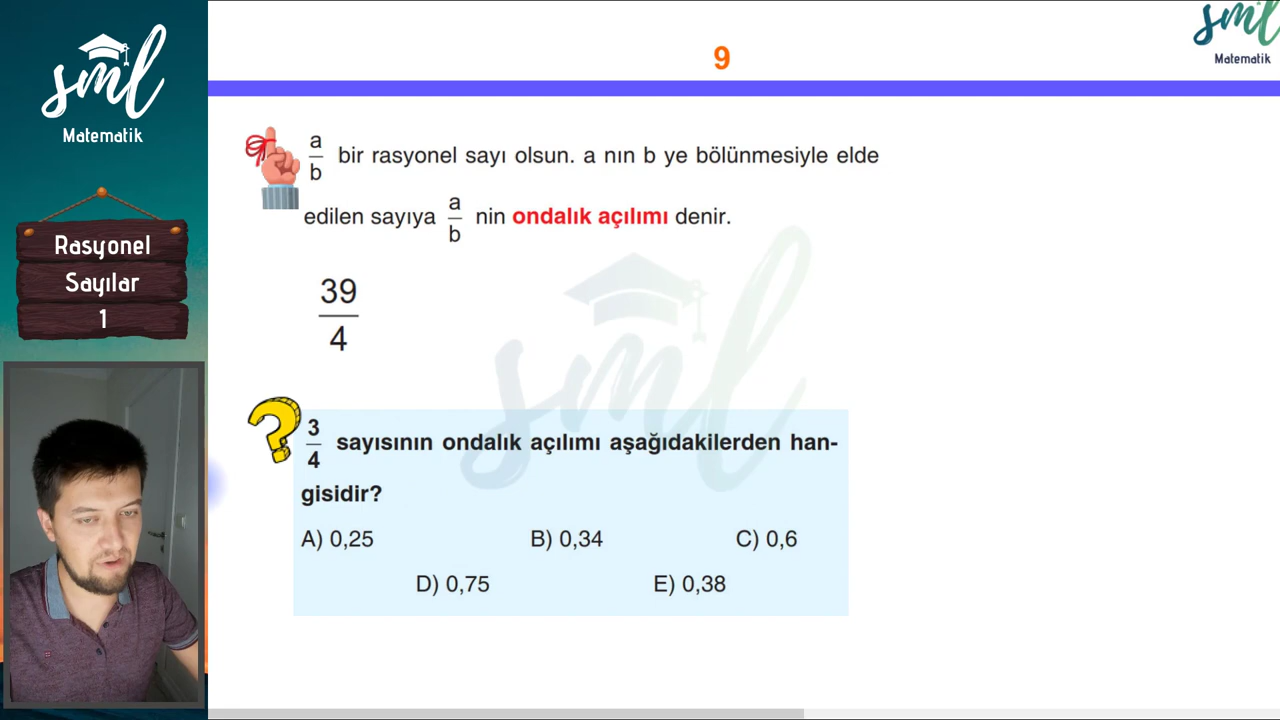 sml
Matematik
Rasyonel
Sayılar
1
9
sml
Matematik
a/b bir rasyonel sayı olsun. a nın b ye bölünmesiyle elde
edilen sayıya a/b nin ondalık açılımı denir.
39/4
sml
3/4 sayısının ondalık açılımı aşağıdakilerden han-
gisidir?
A) 0,25 B) 0,34 C) 0,6
D) 0,75 E) 0,38